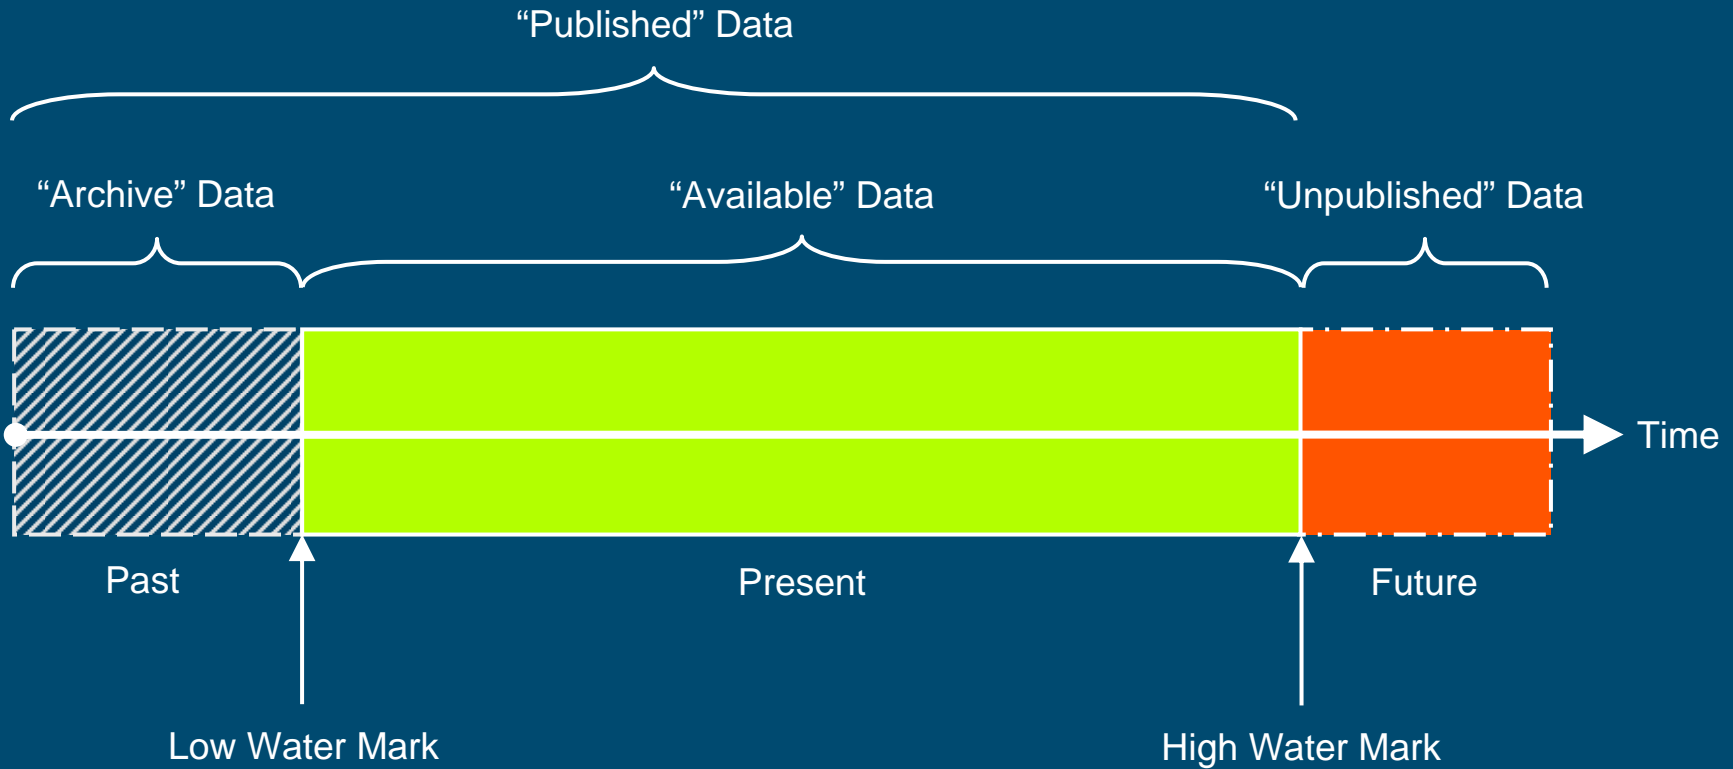 “Published” Data
“Archive” Data
“Available” Data
“Unpublished” Data
Time
Past
Present
Future
Low Water Mark
High Water Mark